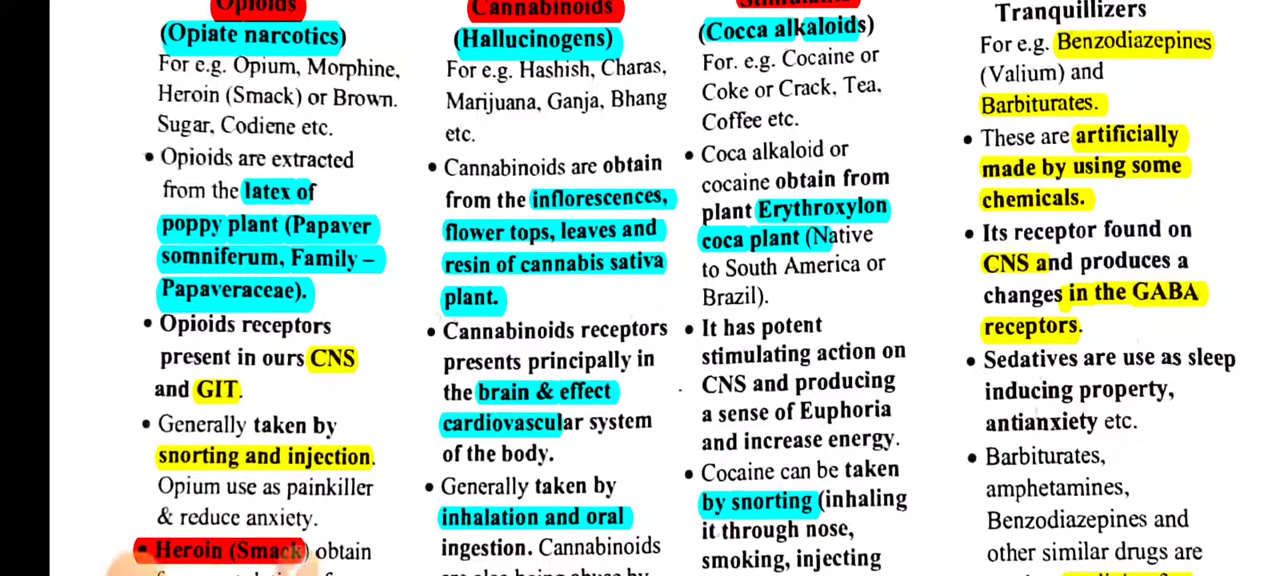 Opioids
(Opiate narcotics)
For e.g. Opium, Morphine,
Heroin (Smack) or Brown.
Sugar, Codiene etc.
• Opioids are extracted
from the latex of
poppy plant (Papaver
somniferum, Family –
Papaveraceae).
• Opioids receptors
present in ours CNS
and GIT.
• Generally taken by
snorting and injection.
Opium use as painkiller
& reduce anxiety.
• Heroin (Smack) obtain
Cannabinoids
(Hallucinogens)
For e.g. Hashish, Charas,
Marijuana, Ganja, Bhang
etc.
• Cannabinoids are obtain
from the inflorescences,
flower tops, leaves and
resin of cannabis sativa
plant.
• Cannabinoids receptors
presents principally in
the brain & effect
cardiovascular system
of the body.
• Generally taken by
inhalation and oral
ingestion. Cannabinoids
(Cocca alkaloids)
For. e.g. Cocaine or
Coke or Crack, Tea,
Coffee etc.
• Coca alkaloid or
cocaine obtain from
plant Erythroxylon
coca plant (Native
to South America or
Brazil).
• It has potent
stimulating action on
CNS and producing
a sense of Euphoria
and increase energy.
• Cocaine can be taken
by snorting (inhaling
it through nose,
smoking, injecting
Tranquillizers
For e.g. Benzodiazepines
(Valium) and
Barbiturates.
• These are artificially
made by using some
chemicals.
• Its receptor found on
CNS and produces a
changes in the GABA
receptors.
• Sedatives are use as sleep
inducing property,
antianxiety etc.
• Barbiturates,
amphetamines,
Benzodiazepines and
other similar drugs are